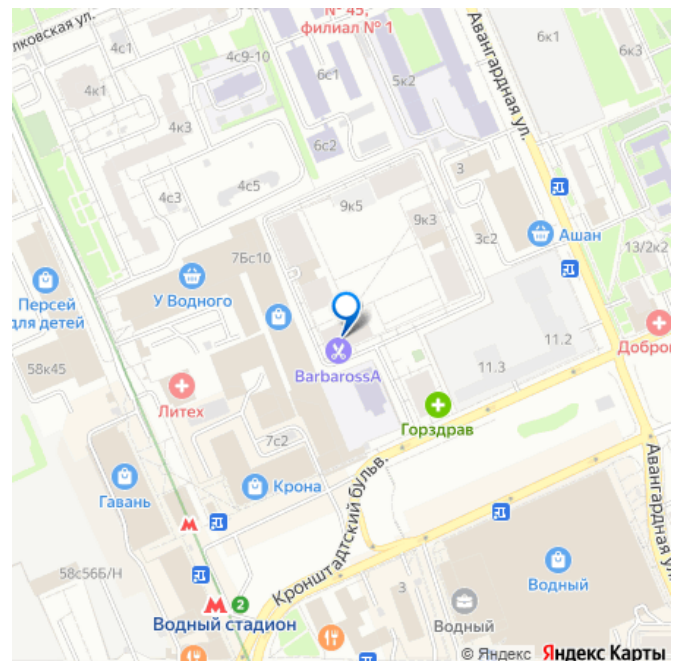 № 45,
филиал № 1
лковская ул.
4с1
4с9-10
6с1
5к2
Авангардная ул.
6к1
6к3
4к1
4к3
6с2
4с3
4с5
9к5
9к3
3
3с2
Ашан
13/2к2
7Бс10
У Водного
Персей
для детей
58к45
BarbarossA
11.2
11.3
Доброг
Литех
Горздрав
7с2
Крона
Гавань
Кронштадтский бульв.
Авангардная ул.
58с56Б/Н
2
Водный стадион
3
Водный
Водный
© Яндекс Яндекс Карты